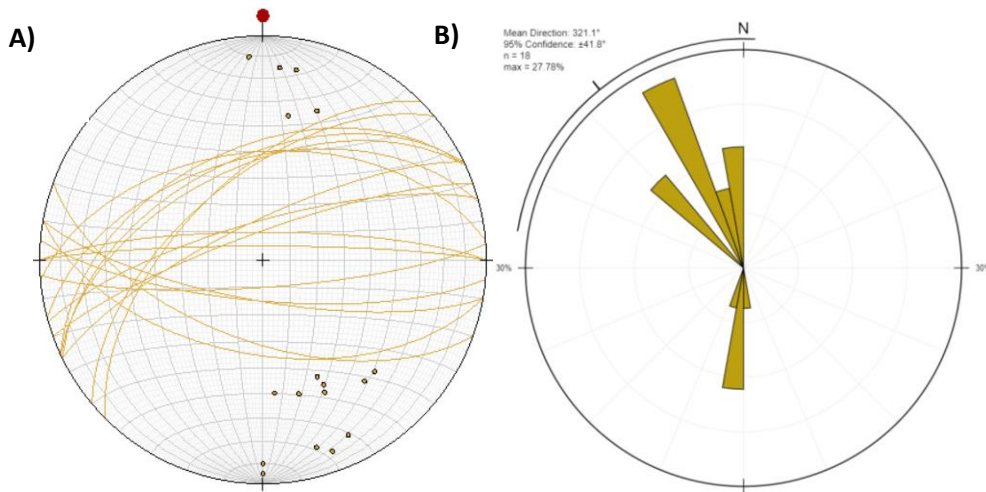 A)
B)
Mean Direction: 321.1°
95% Confidence: ±41.8°
n = 18
max = 27.78%
N
30%
30%